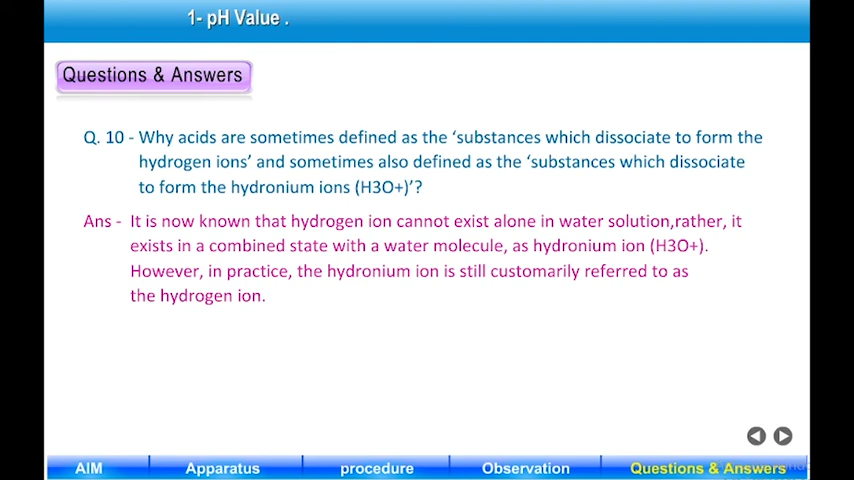 1- pH Value .
Questions & Answers
Q. 10 - Why acids are sometimes defined as the ‘substances which dissociate to form the
hydrogen ions’ and sometimes also defined as the ‘substances which dissociate
to form the hydronium ions (H3O+)’?
Ans - It is now known that hydrogen ion cannot exist alone in water solution,rather, it
exists in a combined state with a water molecule, as hydronium ion (H3O+).
However, in practice, the hydronium ion is still customarily referred to as
the hydrogen ion.
AIM Apparatus procedure Observation Questions & Answers